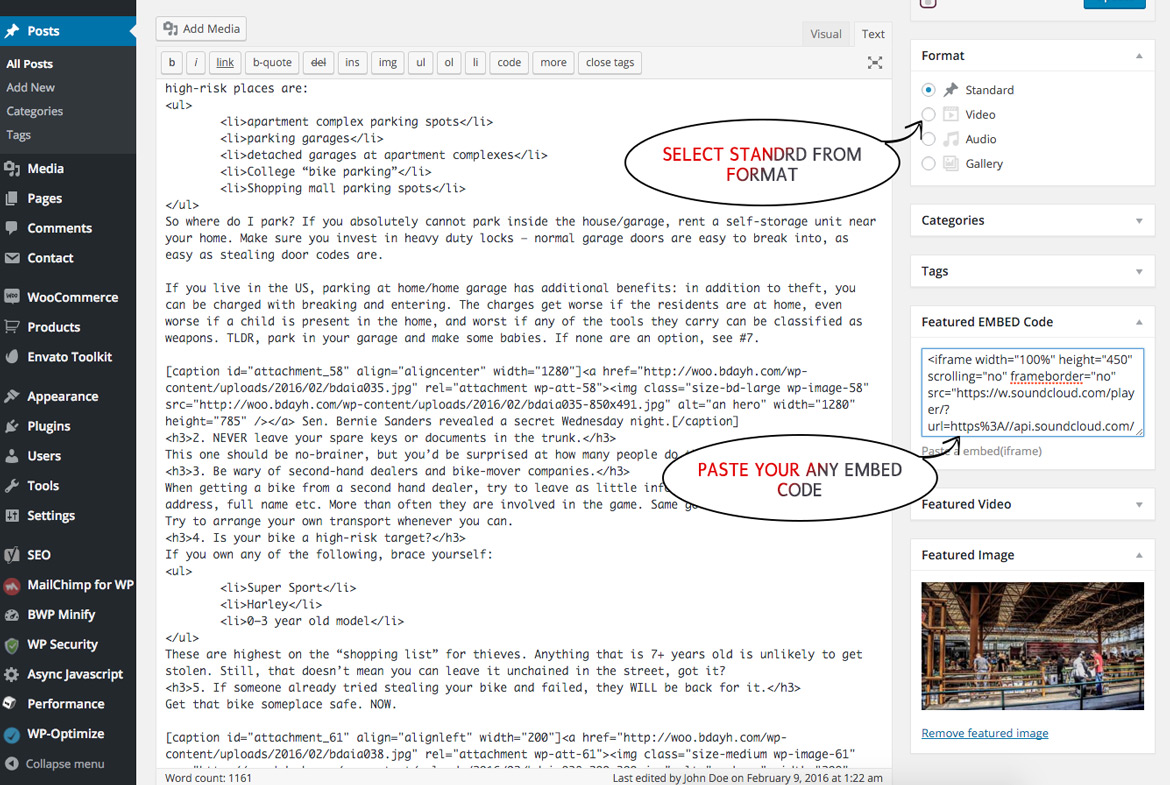 Posts
All Posts
Add New
Categories
Tags
Media
Pages
Comments
Contact
WooCommerce
Products
Envato Toolkit
Appearance
Plugins
Users
Tools
Settings
SEO
MailChimp for WP
BWP Minify
WP Security
Async Javascript
Performance
WP-Optimize
Collapse menu
Add Media
Visual
Text
b
i
link
b-quote
del
ins
img
ul
ol
li
code
more
close tags
high-risk places are:
<ul>
<li>apartment complex parking spots</li>
<li>parking garages</li>
<li>detached garages at apartment complexes</li>
<li>College “bike parking”</li>
<li>Shopping mall parking spots</li>
</ul>
So where do I park? If you absolutely cannot park inside the house/garage, rent a self-storage unit near
your home. Make sure you invest in heavy duty locks – normal garage doors are easy to break into, as
easy as stealing door codes are.
If you live in the US, parking at home/home garage has additional benefits: in addition to theft, you
can be charged with breaking and entering. The charges get worse if the residents are at home, even
worse if a child is present in the home, and worst if any of the tools they carry can be classified as
weapons. TLDR, park in your garage and make some babies. If none are an option, see #7.
[caption id="attachment_58" align="aligncenter" width="1280"]<a href="http://woo.bdayh.com/wp-
content/uploads/2016/02/bdaia035.jpg" rel="attachment wp-att-58"><img class="size-bd-large wp-image-58"
src="http://woo.bdayh.com/wp-content/uploads/2016/02/bdaia035-850x491.jpg" alt="an hero" width="1280"
height="785" /></a> Sen. Bernie Sanders revealed a secret Wednesday night.[/caption]
<h3>2. NEVER leave your spare keys or documents in the trunk.</h3>
This one should be no-brainer, but you’d be surprised at how many people do
<h3>3. Be wary of second-hand dealers and bike-mover companies.</h3>
When getting a bike from a second hand dealer, try to leave as little
address, full name etc. More than often they are involved in the game. Same
Try to arrange your own transport whenever you can.
<h3>4. Is your bike a high-risk target?</h3>
If you own any of the following, brace yourself:
<ul>
<li>Super Sport</li>
<li>Harley</li>
<li>0–3 year old model</li>
</ul>
These are highest on the “shopping list” for thieves. Anything that is 7+ years old is unlikely to get
stolen. Still, that doesn’t mean you can leave it unchained in the street, got it?
<h3>5. If someone already tried stealing your bike and failed, they WILL be back for it.</h3>
Get that bike someplace safe. NOW.
[caption id="attachment_61" align="alignleft" width="200"]<a href="http://woo.bdayh.com/wp-
content/uploads/2016/02/bdaia038.jpg" rel="attachment wp-att-61"><img class="size-medium wp-image-61"
Word count: 1161
Last edited by John Doe on February 9, 2016 at 1:22 am
SELECT STANDRD FROM
FORMAT
PASTE YOUR ANY EMBED
CODE
Format
Standard
Video
Audio
Gallery
Categories
Tags
Featured EMBED Code
<iframe width="100%" height="450"
scrolling="no" frameborder="no"
src="https://w.soundcloud.com/play
er/?
url=https%3A//api.soundcloud.com/
Paste a embed(iframe)
Featured Video
Featured Image
Remove featured image